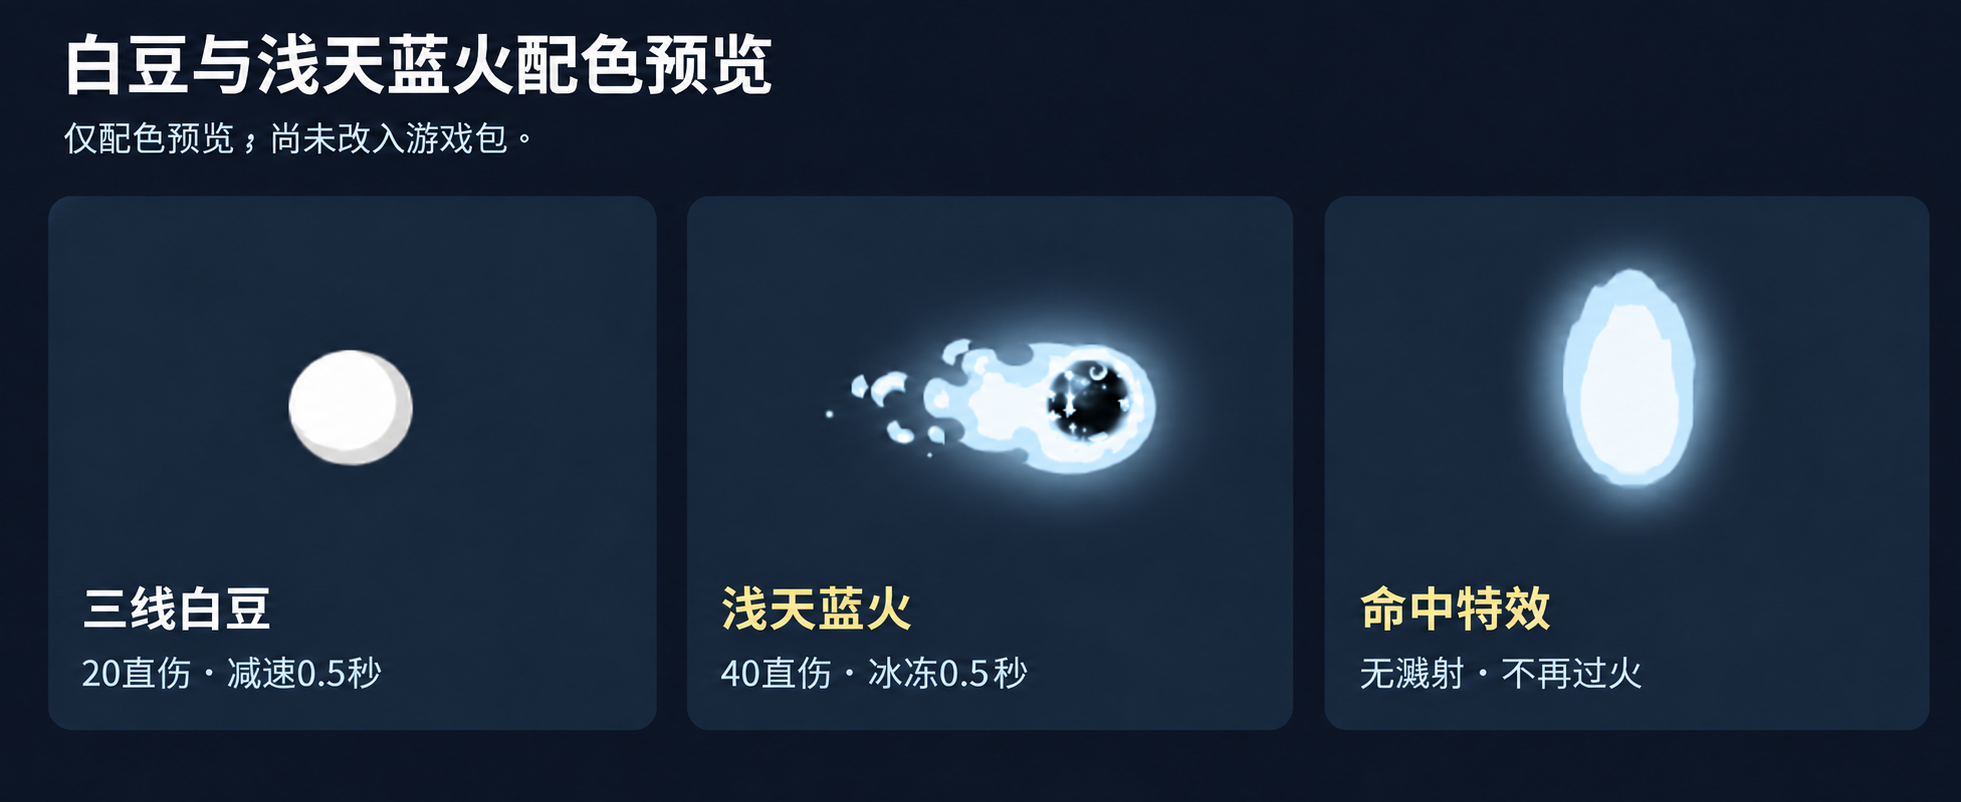 白豆与浅天蓝火配色预览
仅配色预览；尚未改入游戏包。
三线白豆
20直伤·减速0.5秒
浅天蓝火
40直伤·冰冻0.5秒
命中特效
无溅射·不再过火